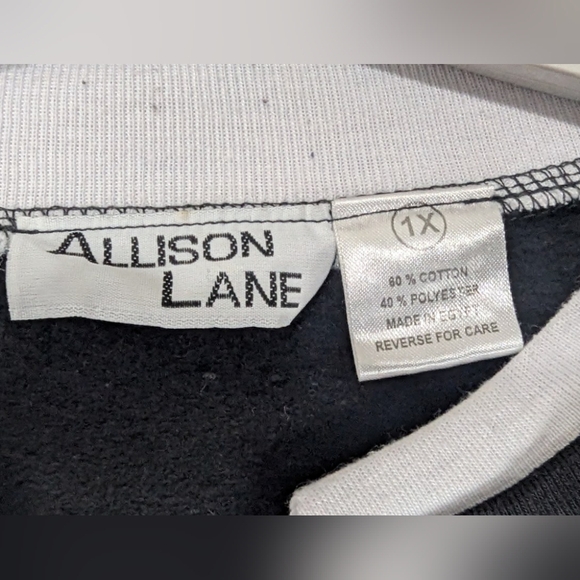 ALLISON
LANE
1X
60 % COTTON
40 % POLYESTER
MADE IN EGYPT
REVERSE FOR CARE